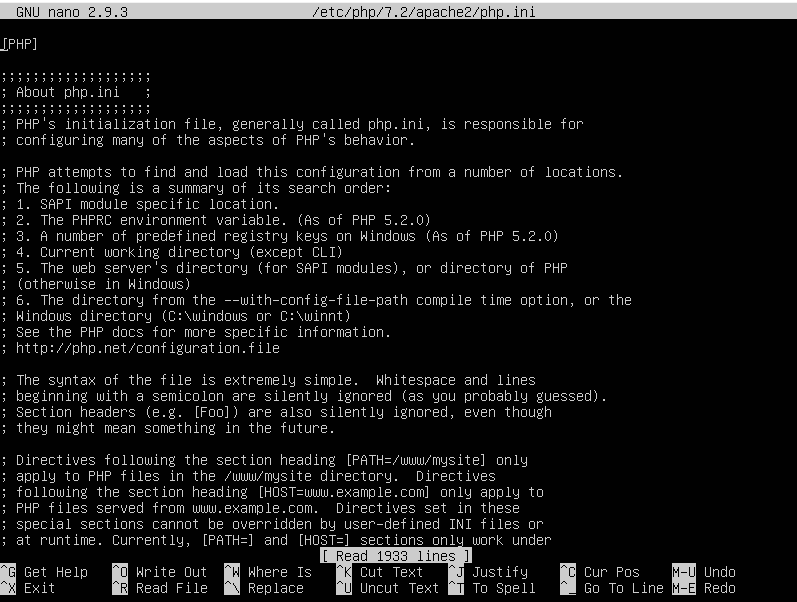 GNU nano 2.9.3 /etc/php/7.2/apache2/php.ini
[PHP]
;;;;;;;;;;;;;;;;;;;
; About php.ini   ;
;;;;;;;;;;;;;;;;;;;
; PHP's initialization file, generally called php.ini, is responsible for
; configuring many of the aspects of PHP's behavior.
; PHP attempts to find and load this configuration from a number of locations.
; The following is a summary of its search order:
; 1. SAPI module specific location.
; 2. The PHPRC environment variable. (As of PHP 5.2.0)
; 3. A number of predefined registry keys on Windows (As of PHP 5.2.0)
; 4. Current working directory (except CLI)
; 5. The web server's directory (for SAPI modules), or directory of PHP
; (otherwise in Windows)
; 6. The directory from the --with-config-file-path compile time option, or the
; Windows directory (C:\windows or C:\winnt)
; See the PHP docs for more specific information.
; http://php.net/configuration.file
; The syntax of the file is extremely simple.  Whitespace and lines
; beginning with a semicolon are silently ignored (as you probably guessed).
; Section headers (e.g. [Foo]) are also silently ignored, even though
; they might mean something in the future.
; Directives following the section heading [PATH=/www/mysite] only
; apply to PHP files in the /www/mysite directory.  Directives
; following the section heading [HOST=www.example.com] only apply to
; PHP files served from www.example.com.  Directives set in these
; special sections cannot be overridden by user-defined INI files or
; at runtime. Currently, [PATH=] and [HOST=] sections only work under
[ Read 1933 lines ]
^G Get Help ^O Write Out ^W Where Is ^K Cut Text ^J Justify ^C Cur Pos M-U Undo
^X Exit ^R Read File ^\ Replace ^U Uncut Text ^T To Spell ^_ Go To Line M-E Redo